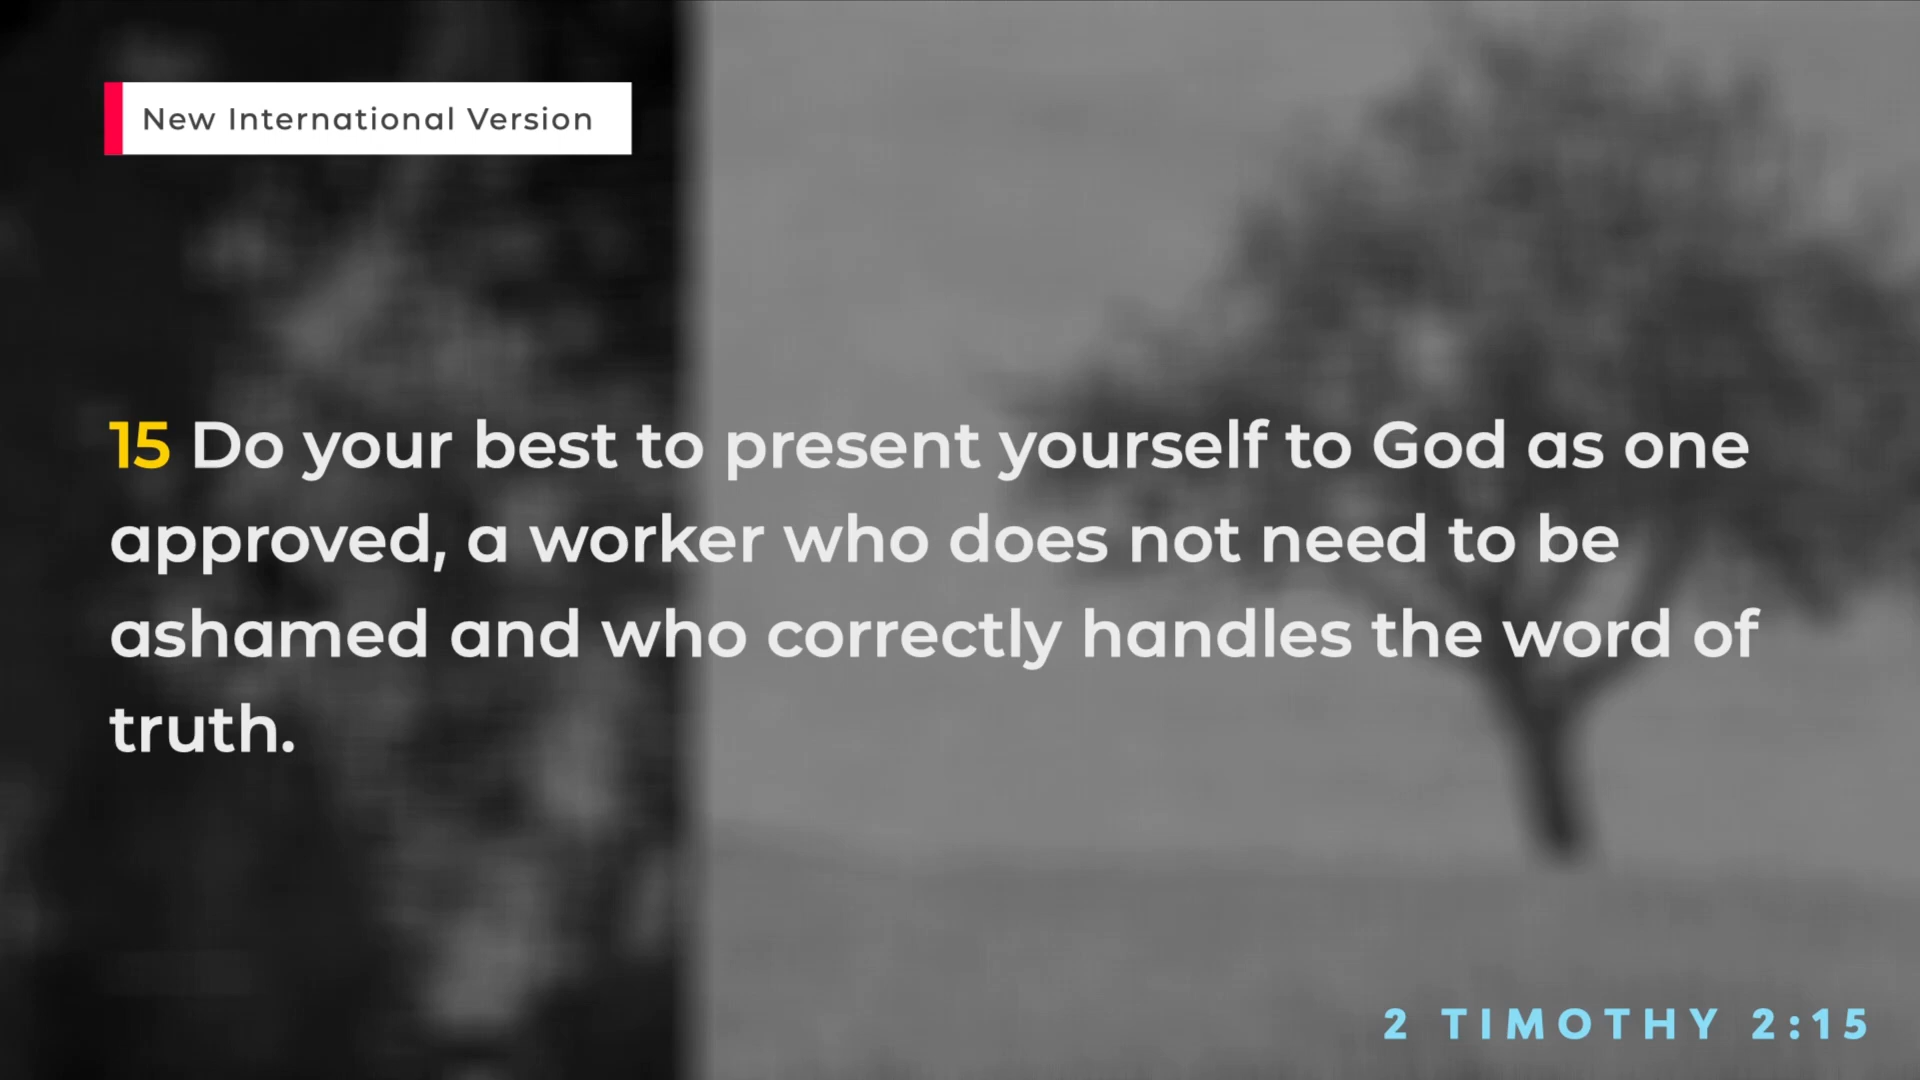 New International Version
15 Do your best to present yourself to God as one
approved, a worker who does not need to be
ashamed and who correctly handles the word of
truth.
2 TIMOTHY 2:15